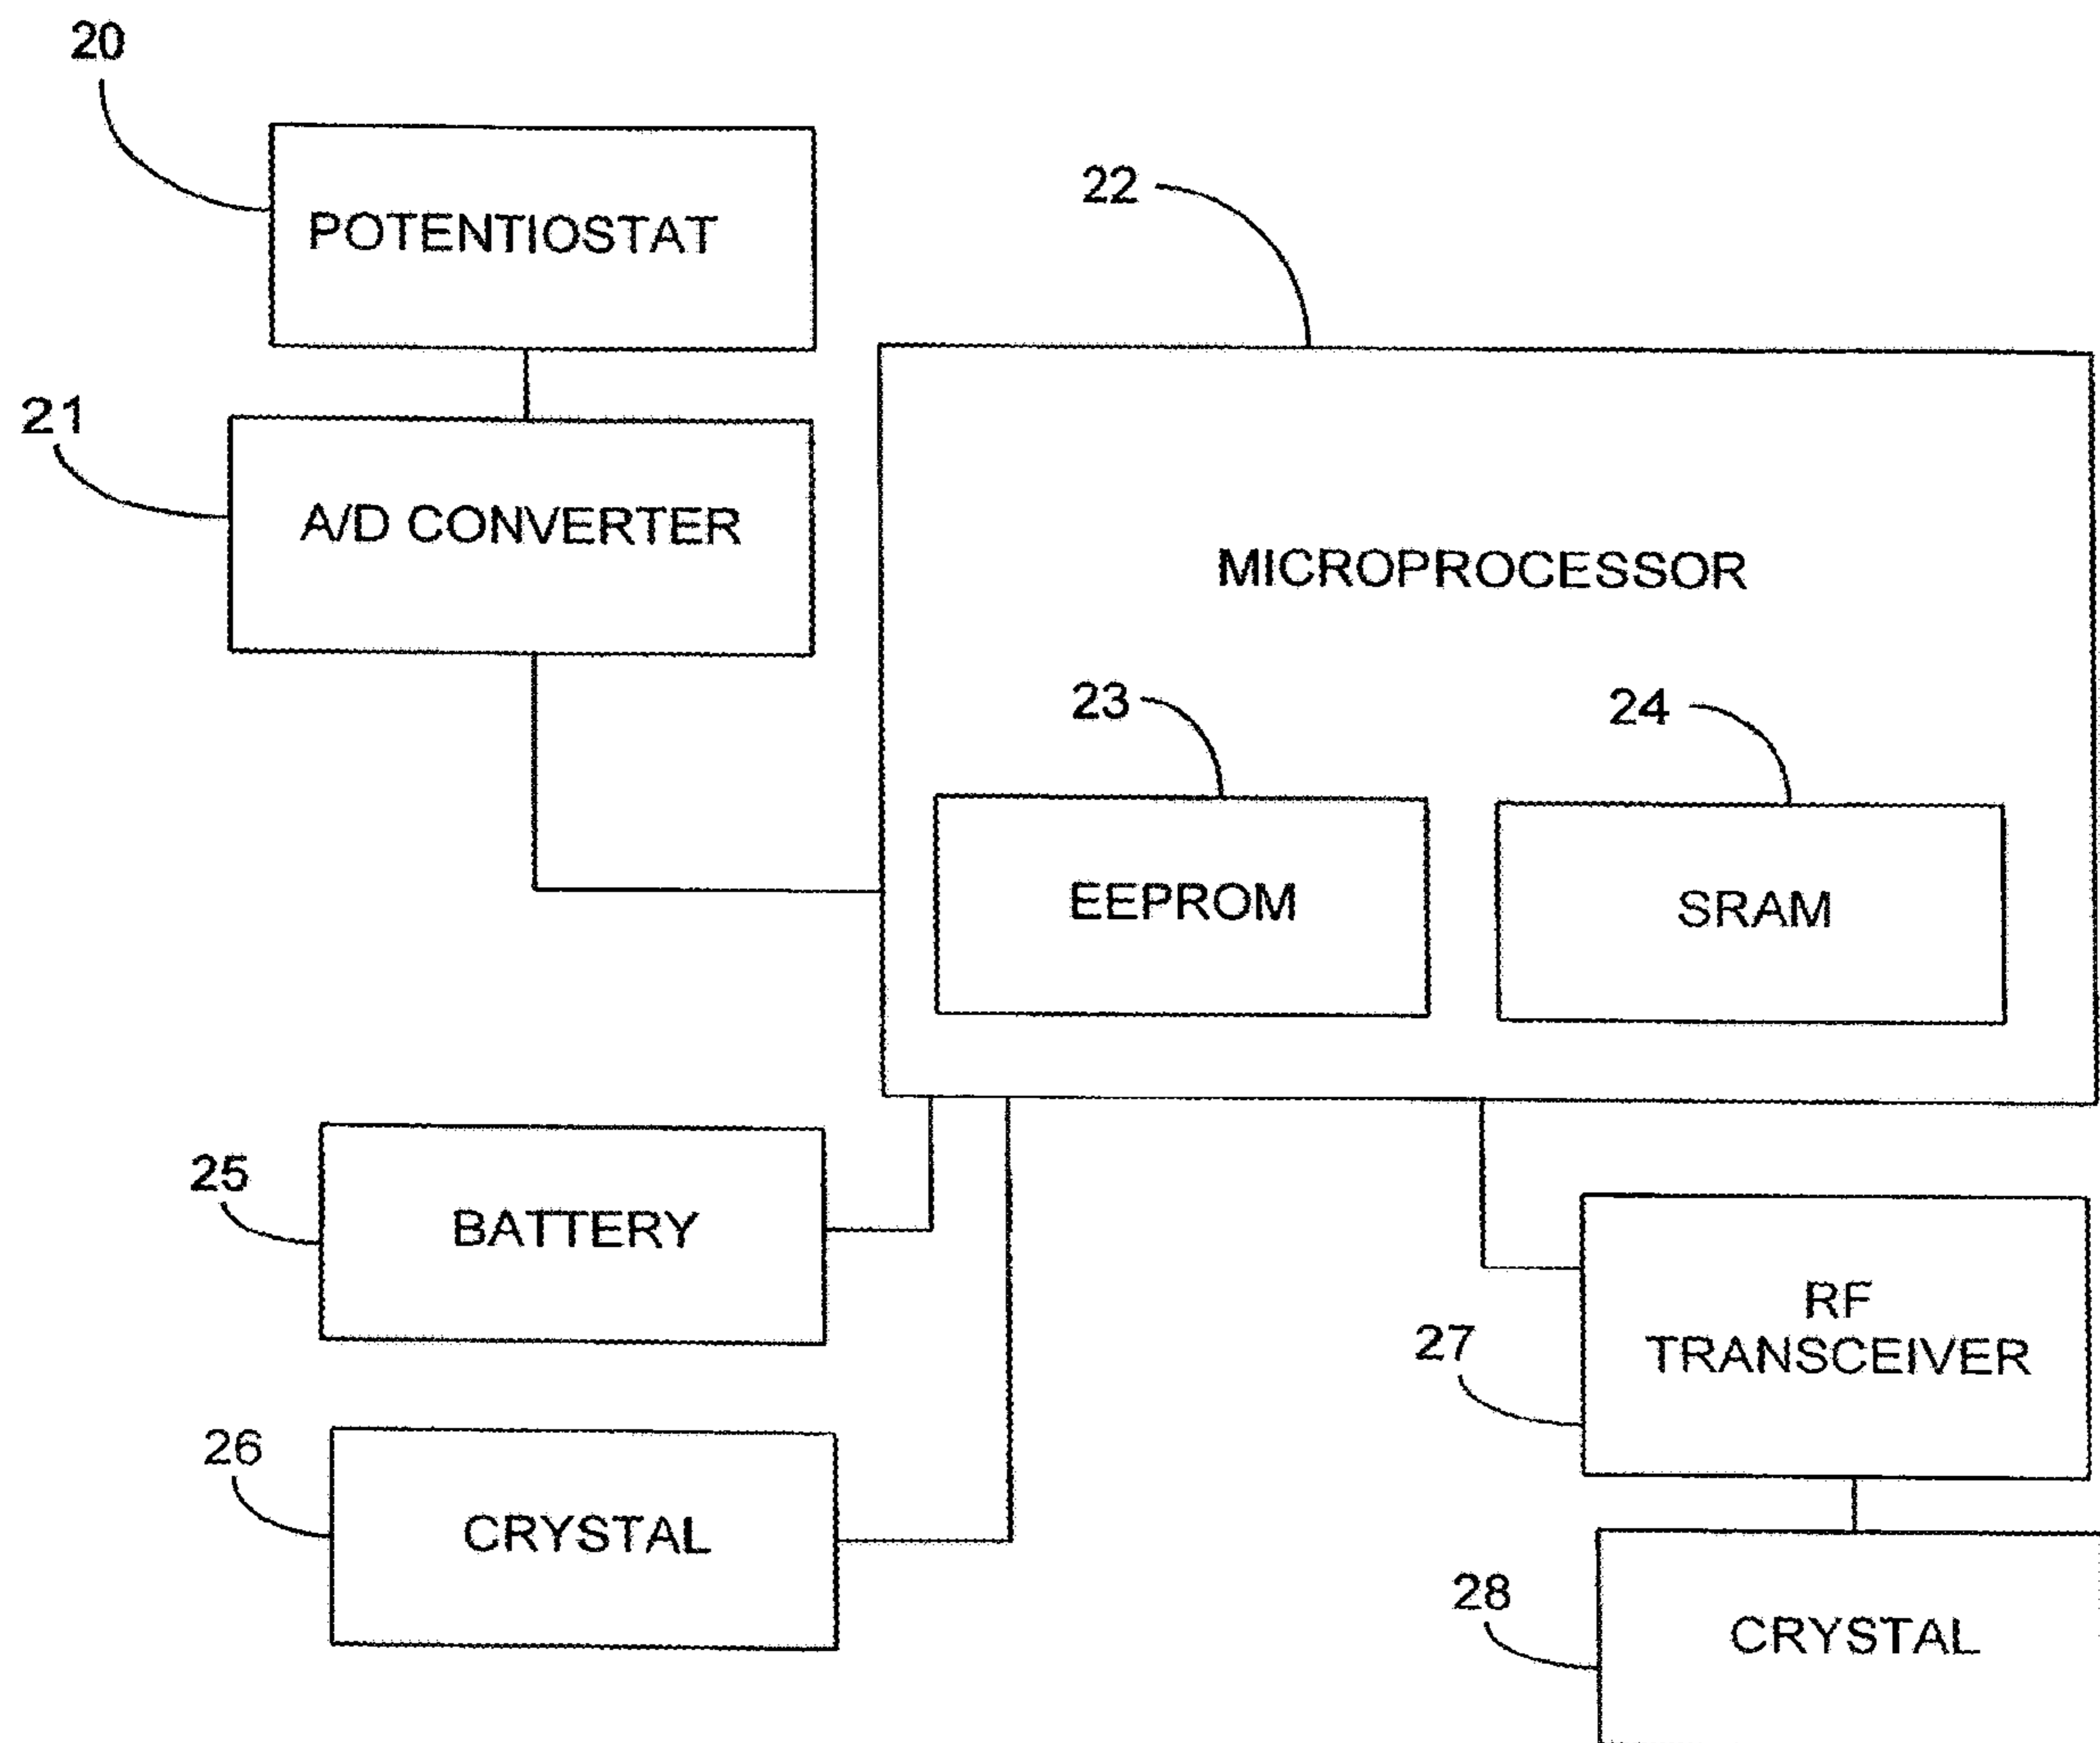 20
POTENTIOSTAT
22
21
A/D CONVERTER
MICROPROCESSOR
23
24
EEPROM
SRAM
25
BATTERY
RF
TRANSCEIVER
27
26
CRYSTAL
28
CRYSTAL